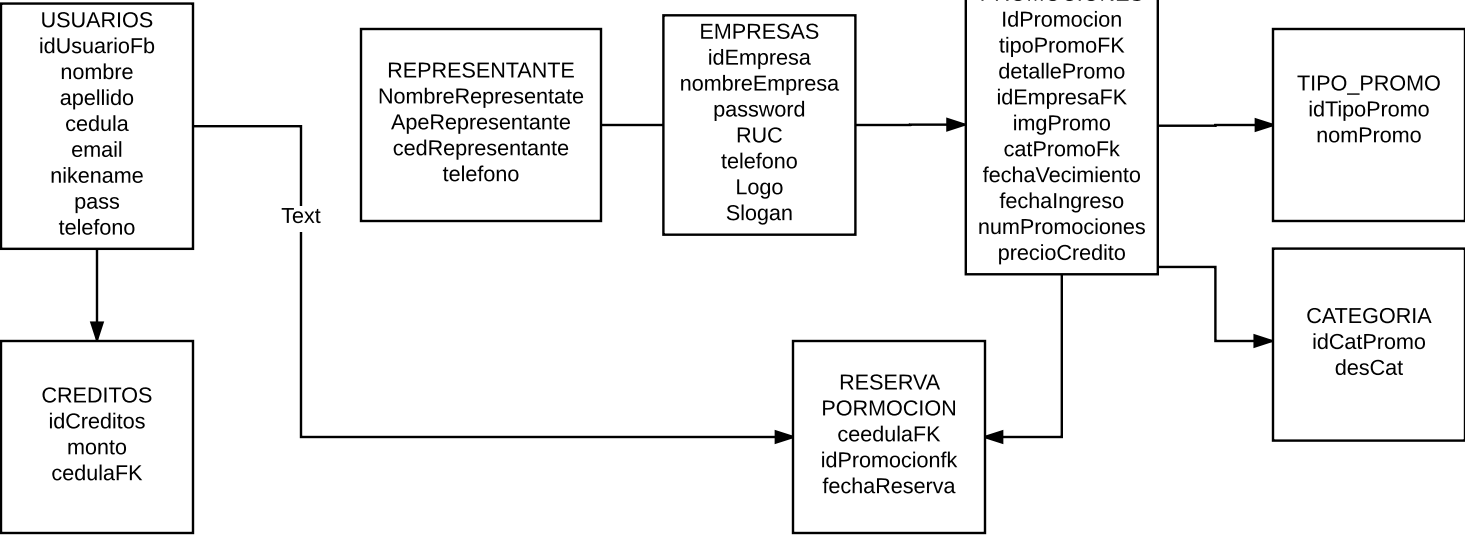 USUARIOS
idUsuarioFb
nombre
apellido
cedula
email
nikename
pass
telefono
Text
REPRESENTANTE
NombreRepresentate
ApeRepresentante
cedRepresentante
telefono
EMPRESAS
idEmpresa
nombreEmpresa
password
RUC
telefono
Logo
Slogan
PROMOCIONES
IdPromocion
tipoPromoFK
detallePromo
idEmpresaFK
imgPromo
catPromoFk
fechaVecimiento
fechaIngreso
numPromociones
precioCredito
TIPO_PROMO
idTipoPromo
nomPromo
CATEGORIA
idCatPromo
desCat
CREDITOS
idCreditos
monto
cedulaFK
RESERVA
PORMOCION
ceedulaFK
idPromocionfk
fechaReserva